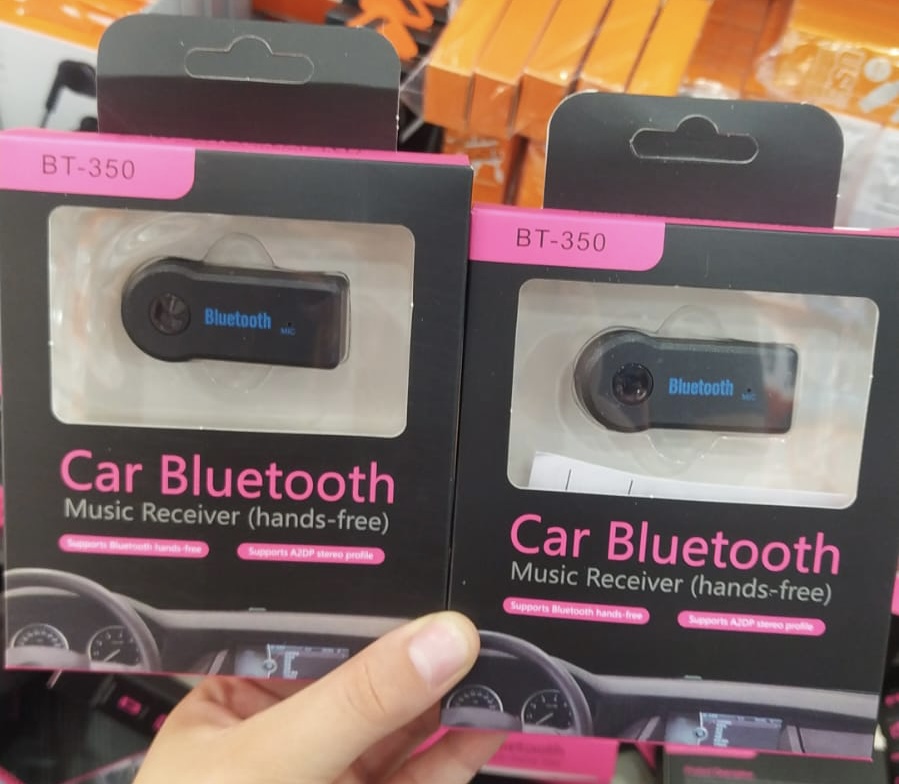 BT-350
Bluetooth
MIC
Car Bluetooth
Music Receiver (hands-free)
Supports Bluetooth hands-free
Supports A2DP stereo profile
BT-350
Bluetooth
MIC
Car Bluetooth
Music Receiver (hands-free)
Supports Bluetooth hands-free
Supports A2DP stereo profile